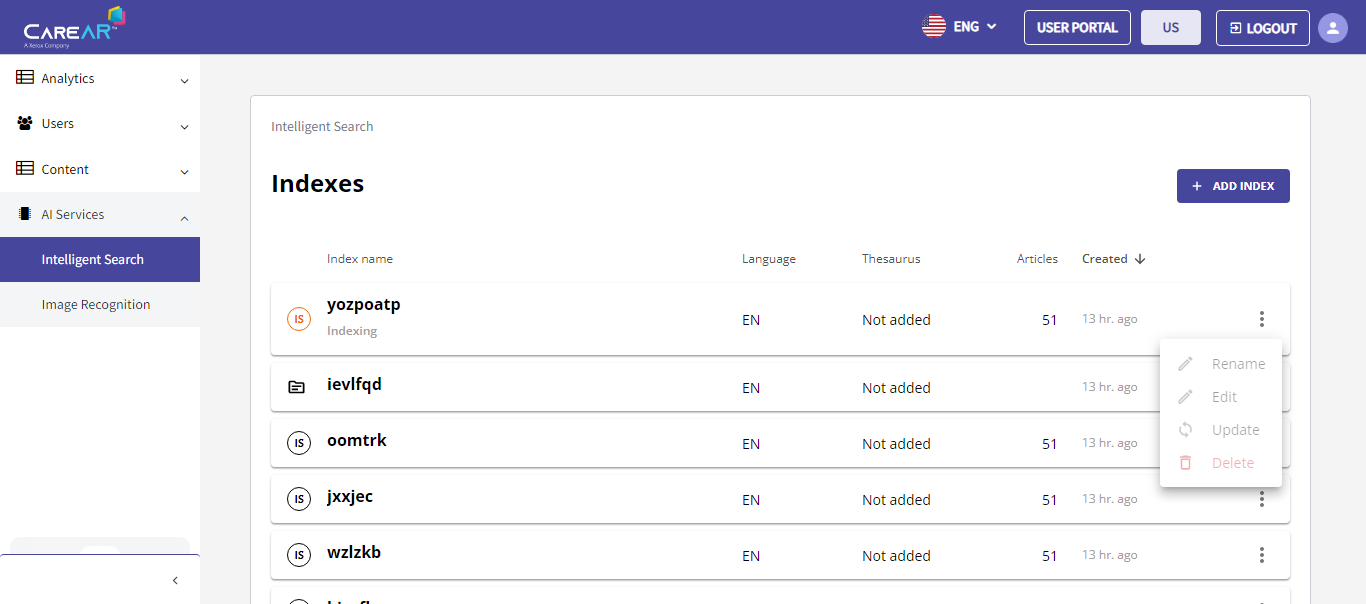 CAREAR™
A Xerox Company
ENG
USER PORTAL
US
LOGOUT
Analytics
Users
Content
AI Services
Intelligent Search
Image Recognition
Intelligent Search
Indexes
+ ADD INDEX
Index name Language Thesaurus Articles Created
IS yozpoatp EN Not added 51 13 hr. ago
Indexing
ievlfqd EN Not added 13 hr. ago
IS oomtrk EN Not added 51 13 hr. ago
IS jxxjec EN Not added 51 13 hr. ago
IS wzlzkb EN Not added 51 13 hr. ago
Rename
Edit
Update
Delete